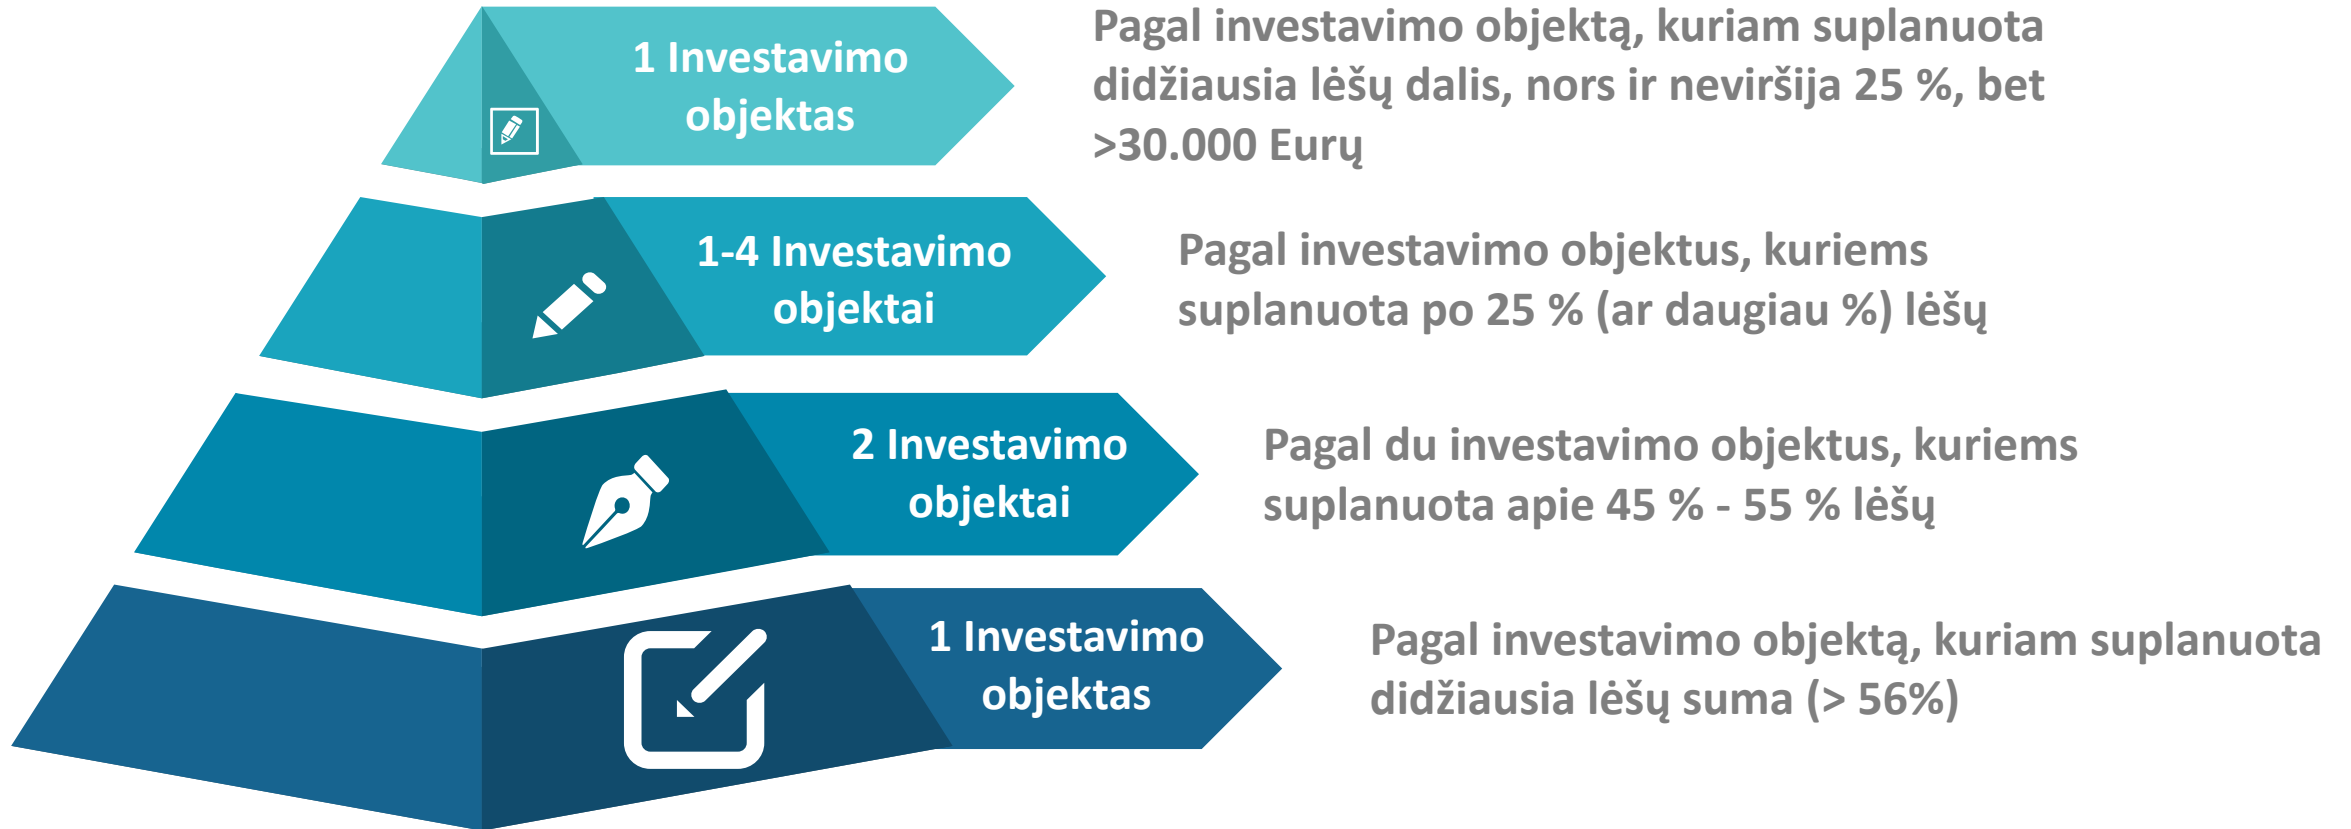 1 Investavimo
objektas
Pagal investavimo objektą, kuriam suplanuota
didžiausia lėšų dalis, nors ir neviršija 25 %, bet
>30.000 Eurų
1-4 Investavimo
objektai
Pagal investavimo objektus, kuriems
suplanuota po 25 % (ar daugiau %) lėšų
2 Investavimo
objektai
Pagal du investavimo objektus, kuriems
suplanuota apie 45 % - 55 % lėšų
1 Investavimo
objektas
Pagal investavimo objektą, kuriam suplanuota
didžiausia lėšų suma (> 56%)